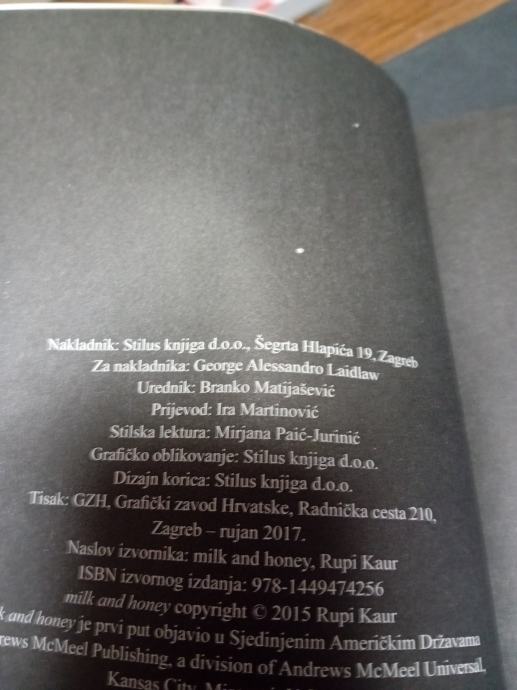 Nakladnik: Stilus knjiga d.o.o., Šegrta Hlapića 19, Zagreb
Za nakladnika: George Alessandro Laidlaw
Urednik: Branko Matijašević
Prijevod: Ira Martinović
Stilska lektura: Mirjana Paić-Jurinić
Grafičko oblikovanje: Stilus knjiga d.o.o.
Dizajn korica: Stilus knjiga d.o.o.
Tisak: GZH, Grafički zavod Hrvatske, Radnička cesta 210,
Zagreb – rujan 2017.
Naslov izvornika: milk and honey, Rupi Kaur
ISBN izvornog izdanja: 978-1449474256
milk and honey copyright © 2015 Rupi Kaur
k and honey je prvi put objavio u Sjedinjenim Američkim Državama
rews McMeel Publishing, a division of Andrews McMeel Universal,
Kansas City,